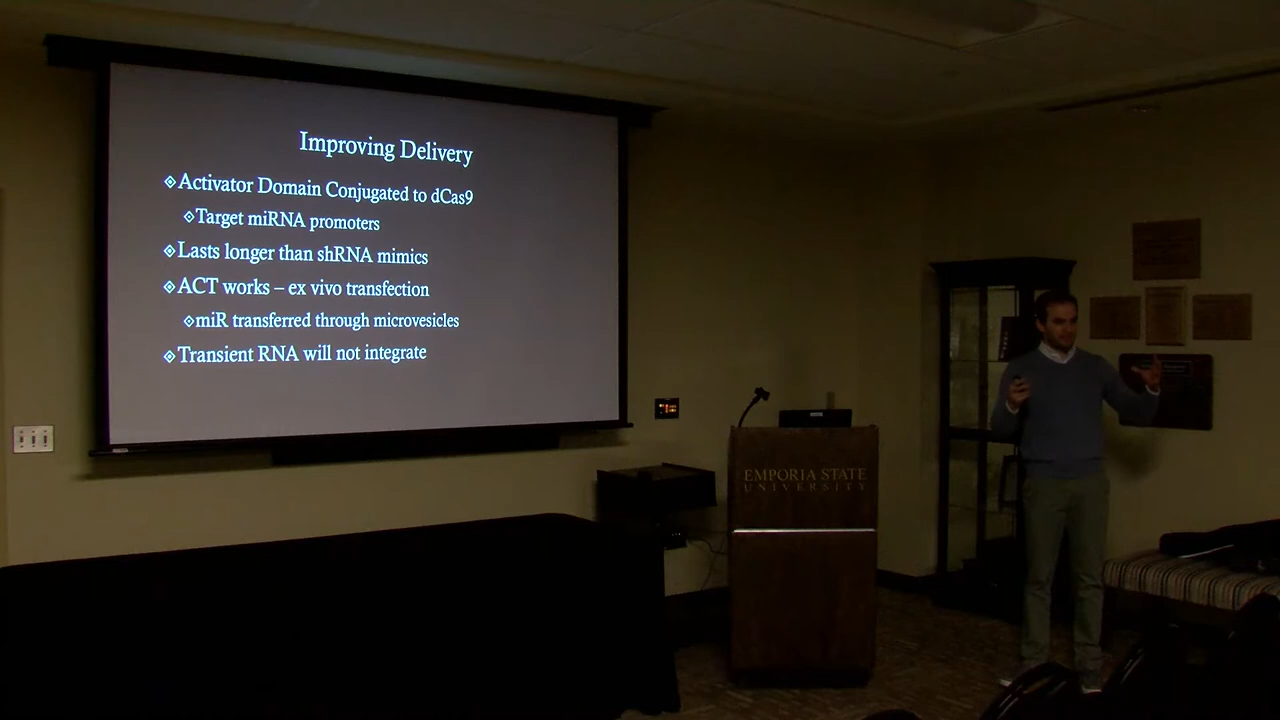 Improving Delivery
Activator Domain Conjugated to dCas9
Target miRNA promoters
Lasts longer than shRNA mimics
ACT works – ex vivo transfection
miR transferred through microvesicles
Transient RNA will not integrate
EMPORIA STATE
UNIVERSITY